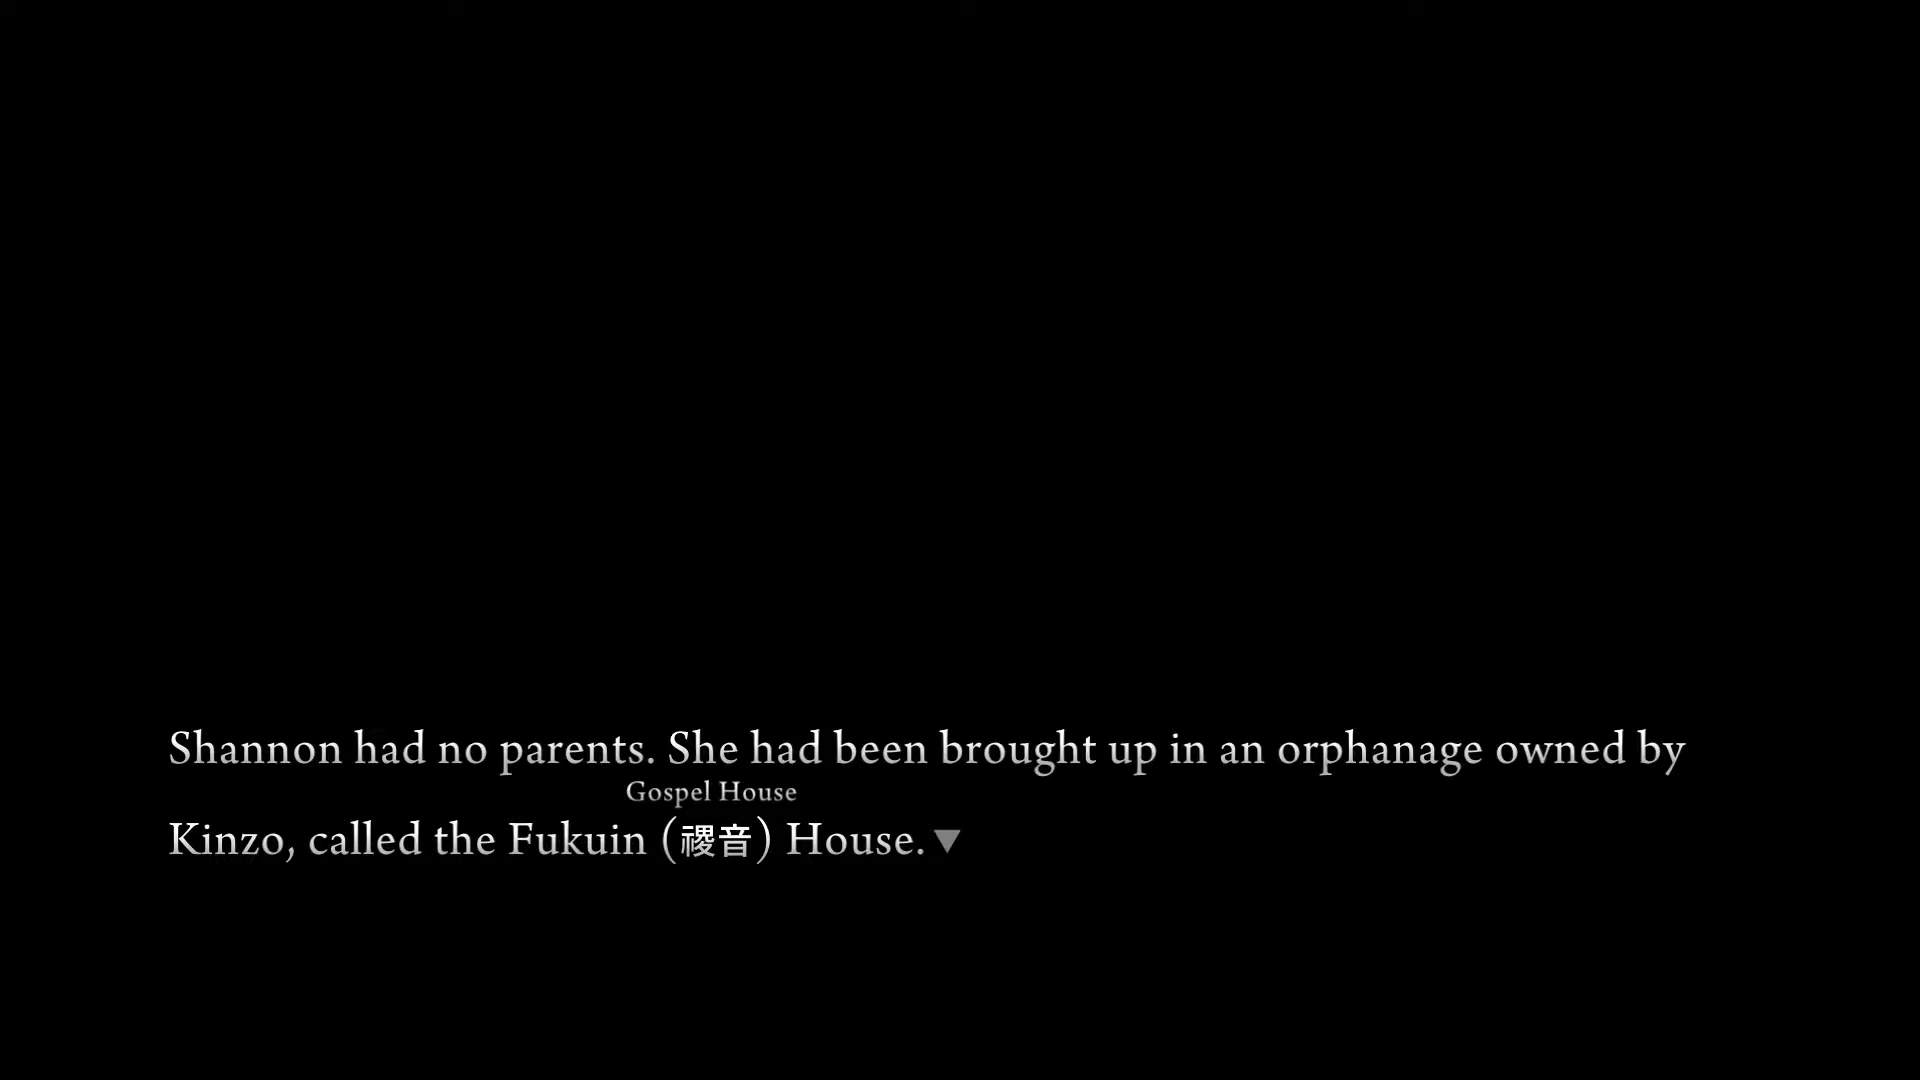 Shannon had no parents. She had been brought up in an orphanage owned by
Gospel House
Kinzo, called the Fukuin (禝音) House.